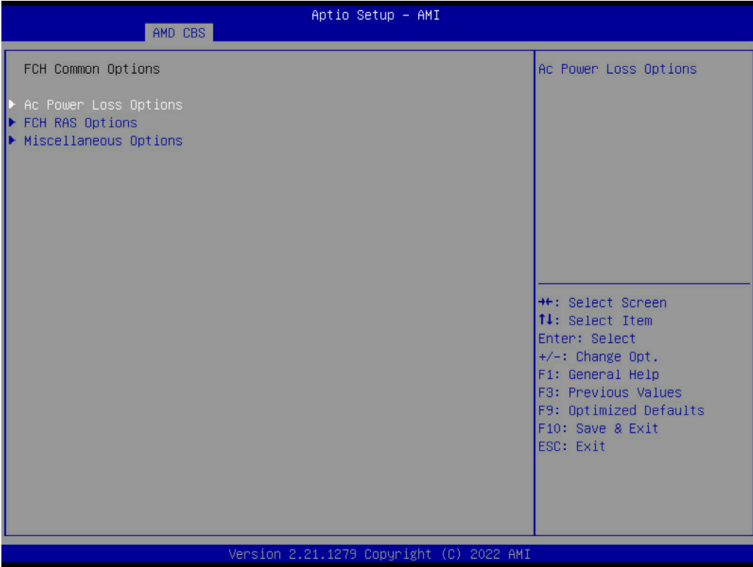 Aptio Setup – AMI
AMD CBS
FCH Common Options
Ac Power Loss Options
FCH RAS Options
Miscellaneous Options
Ac Power Loss Options
→←: Select Screen
↑↓: Select Item
Enter: Select
+/-: Change Opt.
F1: General Help
F3: Previous Values
F9: Optimized Defaults
F10: Save & Exit
ESC: Exit
Version 2.21.1279 Copyright (C) 2022 AMI